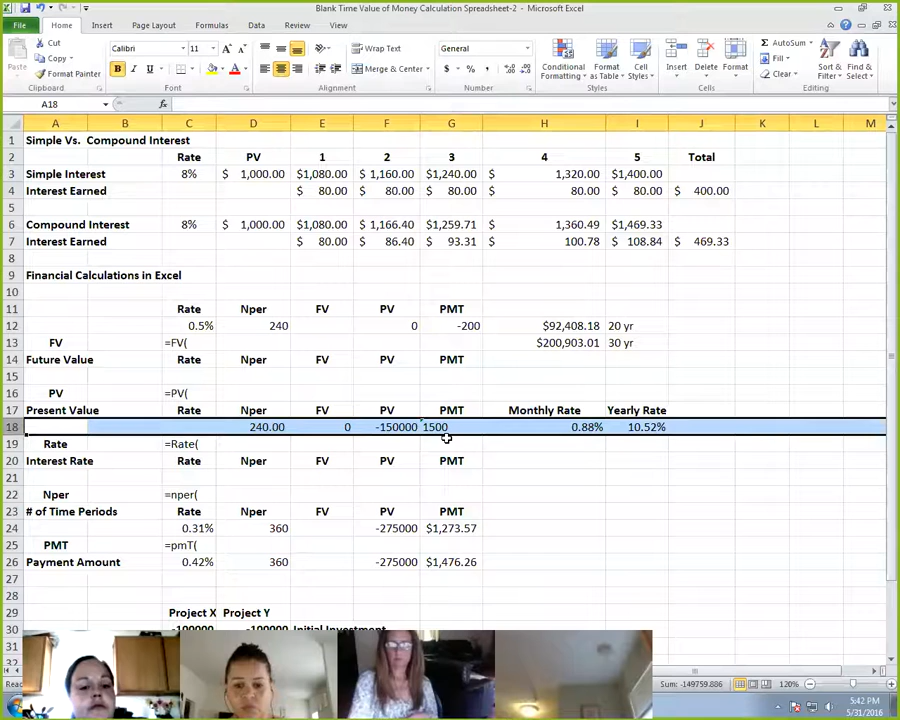 Blank Time Value of Money Calculation Spreadsheet-2 - Microsoft Excel
File Home Insert Page Layout Formulas Data Review View
Cut
Copy
Format Painter
Paste
Clipboard
Calibri 11
B I U
Font
Wrap Text
Merge & Center
Alignment
General
$ % ,
Number
Conditional Formatting
Format as Table
Cell Styles
Styles
Insert Delete Format
Cells
AutoSum
Fill
Clear
Sort & Filter
Find & Select
Editing
A18 fx
A B C D E F G H I J K L M
1 Simple Vs. Compound Interest
2 Rate PV 1 2 3 4 5 Total
3 Simple Interest 8% $ 1,000.00 $1,080.00 $ 1,160.00 $1,240.00 $ 1,320.00 $1,400.00
4 Interest Earned $ 80.00 $ 80.00 $ 80.00 $ 80.00 $ 80.00 $ 400.00
5
6 Compound Interest 8% $ 1,000.00 $1,080.00 $ 1,166.40 $1,259.71 $ 1,360.49 $1,469.33
7 Interest Earned $ 80.00 $ 86.40 $ 93.31 $ 100.78 $ 108.84 $ 469.33
8
9 Financial Calculations in Excel
10
11 Rate Nper FV PV PMT
12 0.5% 240 0 -200 $92,408.18 20 yr
13 FV =FV( $200,903.01 30 yr
14 Future Value Rate Nper FV PV PMT
15
16 PV =PV(
17 Present Value Rate Nper FV PV PMT Monthly Rate Yearly Rate
18 240.00 0 -150000 1500 0.88% 10.52%
19 Rate =Rate(
20 Interest Rate Rate Nper FV PV PMT
21
22 Nper =nper(
23 # of Time Periods Rate Nper FV PV PMT
24 0.31% 360 -275000 $1,273.57
25 PMT =pmT(
26 Payment Amount 0.42% 360 -275000 $1,476.26
27
28
29 Project X Project Y
30 -100000 -100000 Initial Investment
31
32
Sum: -149759.886 120%
5:42 PM
5/31/2016